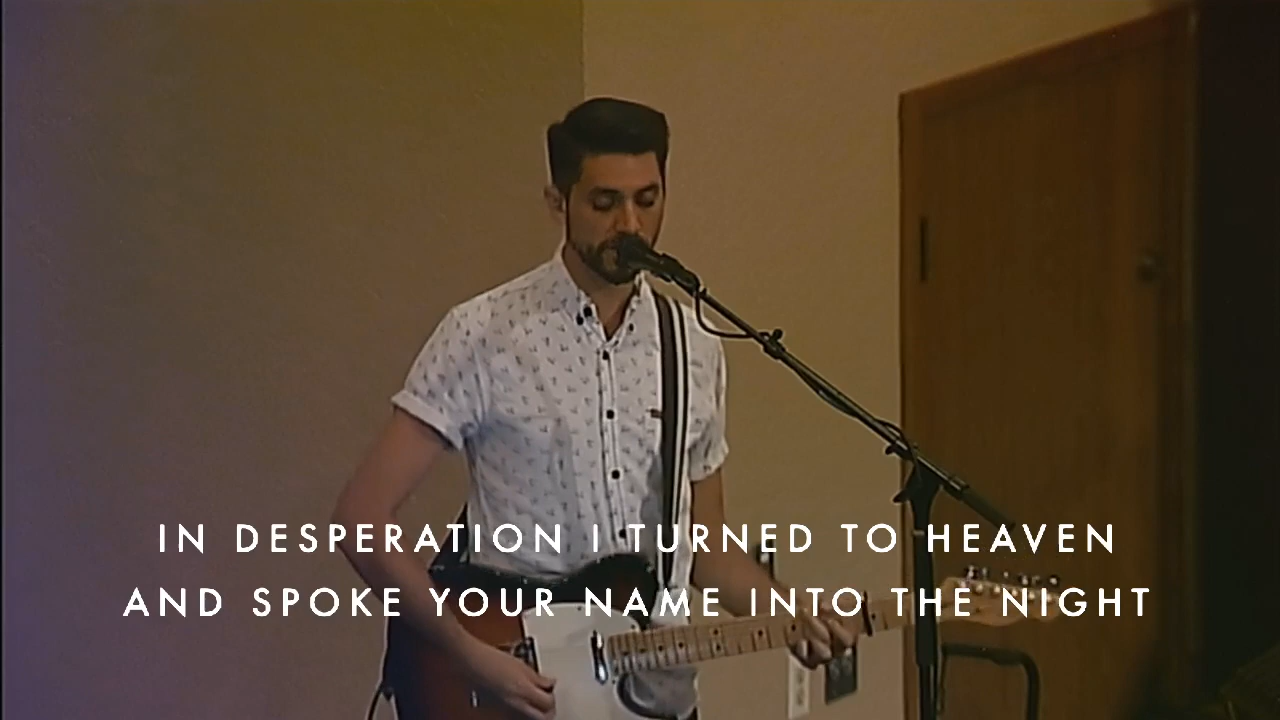 IN DESPERATION I TURNED TO HEAVEN
AND SPOKE YOUR NAME INTO THE NIGHT